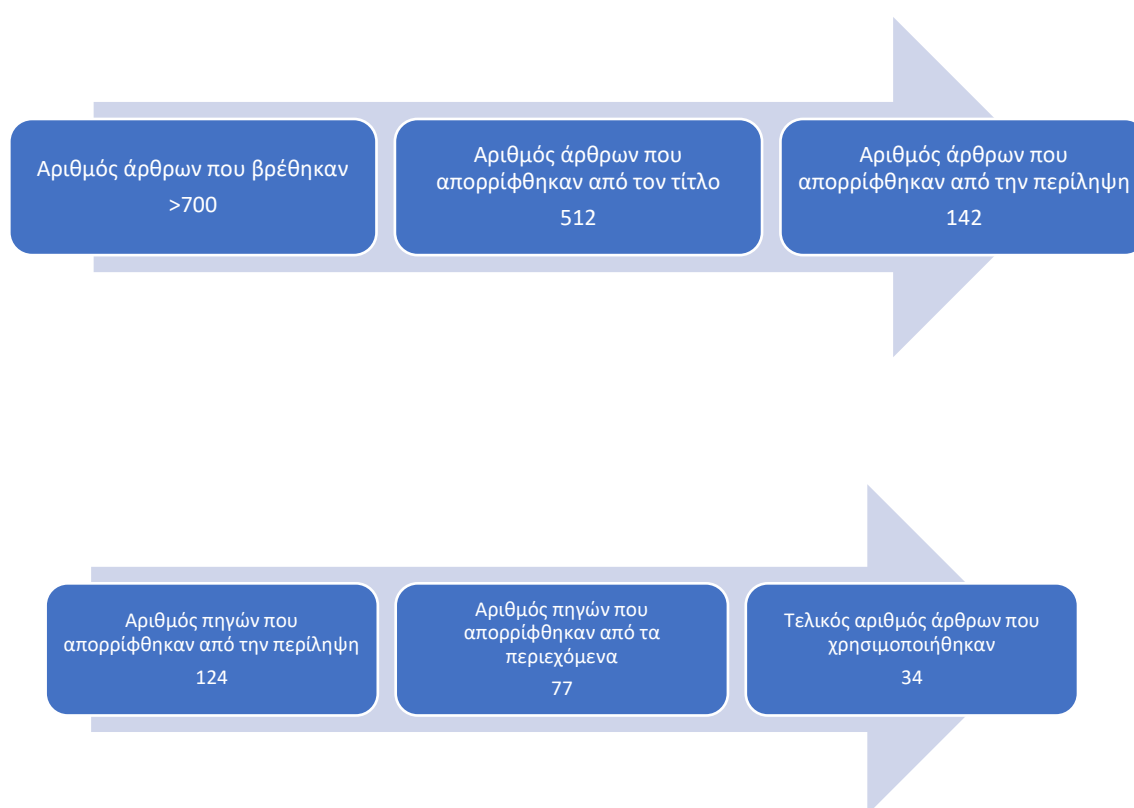 Αριθμός άρθρων που βρέθηκαν
>700
Αριθμός άρθρων που
απορρίφθηκαν από τον τίτλο
512
Αριθμός άρθρων που
απορρίφθηκαν από την περίληψη
142
Αριθμός πηγών που
απορρίφθηκαν από την περίληψη
124
Αριθμός πηγών που
απορρίφθηκαν από τα
περιεχόμενα
77
Τελικός αριθμός άρθρων που
χρησιμοποιήθηκαν
34